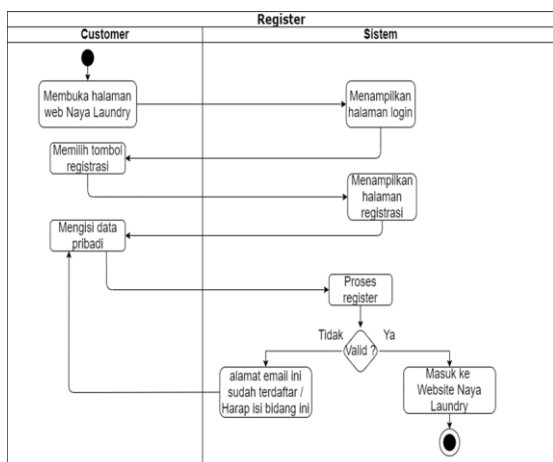 Register
Customer
Sistem
Membuka halaman
web Naya Laundry
Menampilkan
halaman login
Memilih tombol
registrasi
Menampilkan
halaman
registrasi
Mengisi data
pribadi
Proses
register
Tidak
Valid ?
Ya
alamat email ini
sudah terdaftar /
Harap isi bidang ini
Masuk ke
Website Naya
Laundry